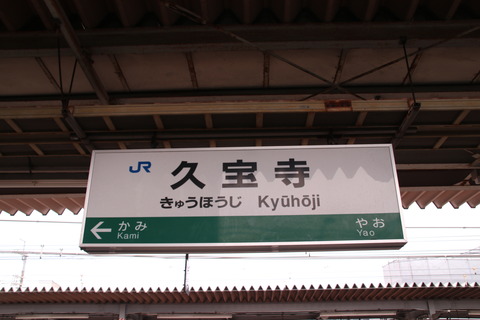 JR 久宝寺
きゅうほうじ Kyūhōji
← かみ やお
Kami Yao